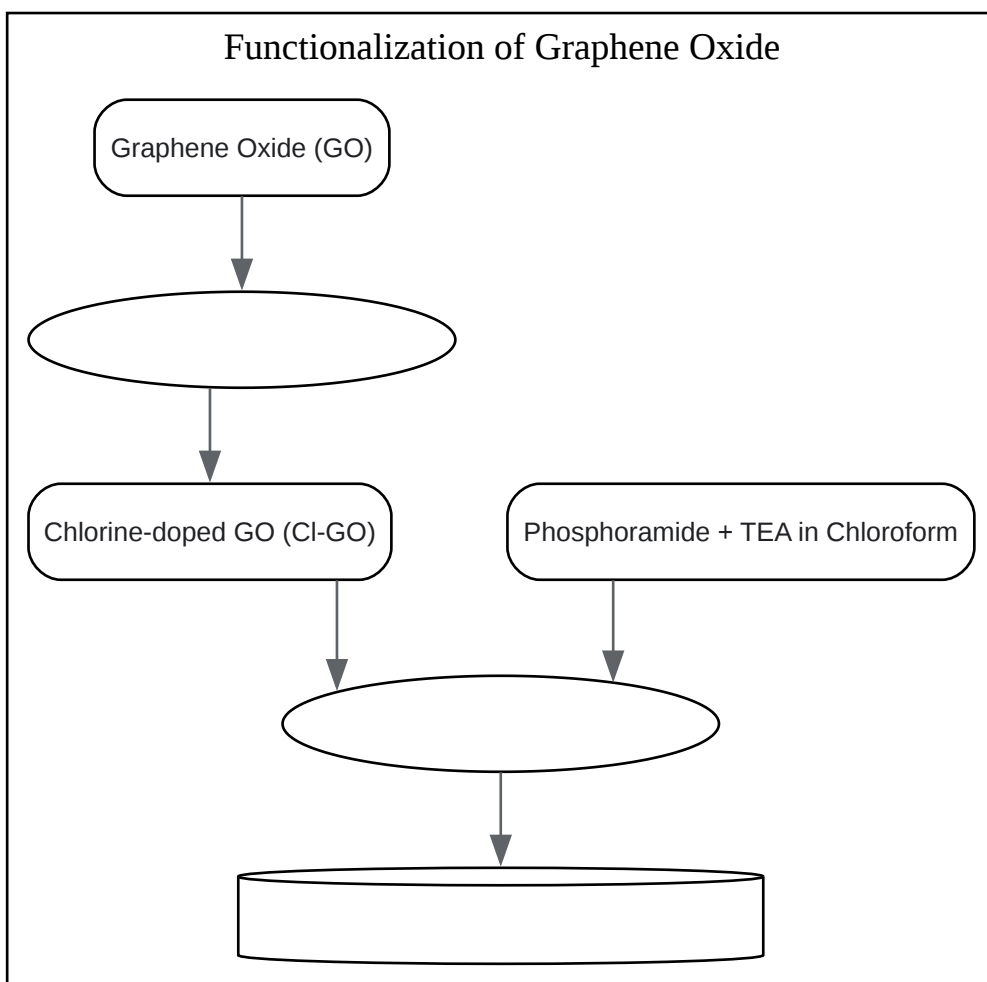 Functionalization of Graphene Oxide
Graphene Oxide (GO)
Chlorine-doped GO (Cl-GO)
Phosphoramide + TEA in Chloroform